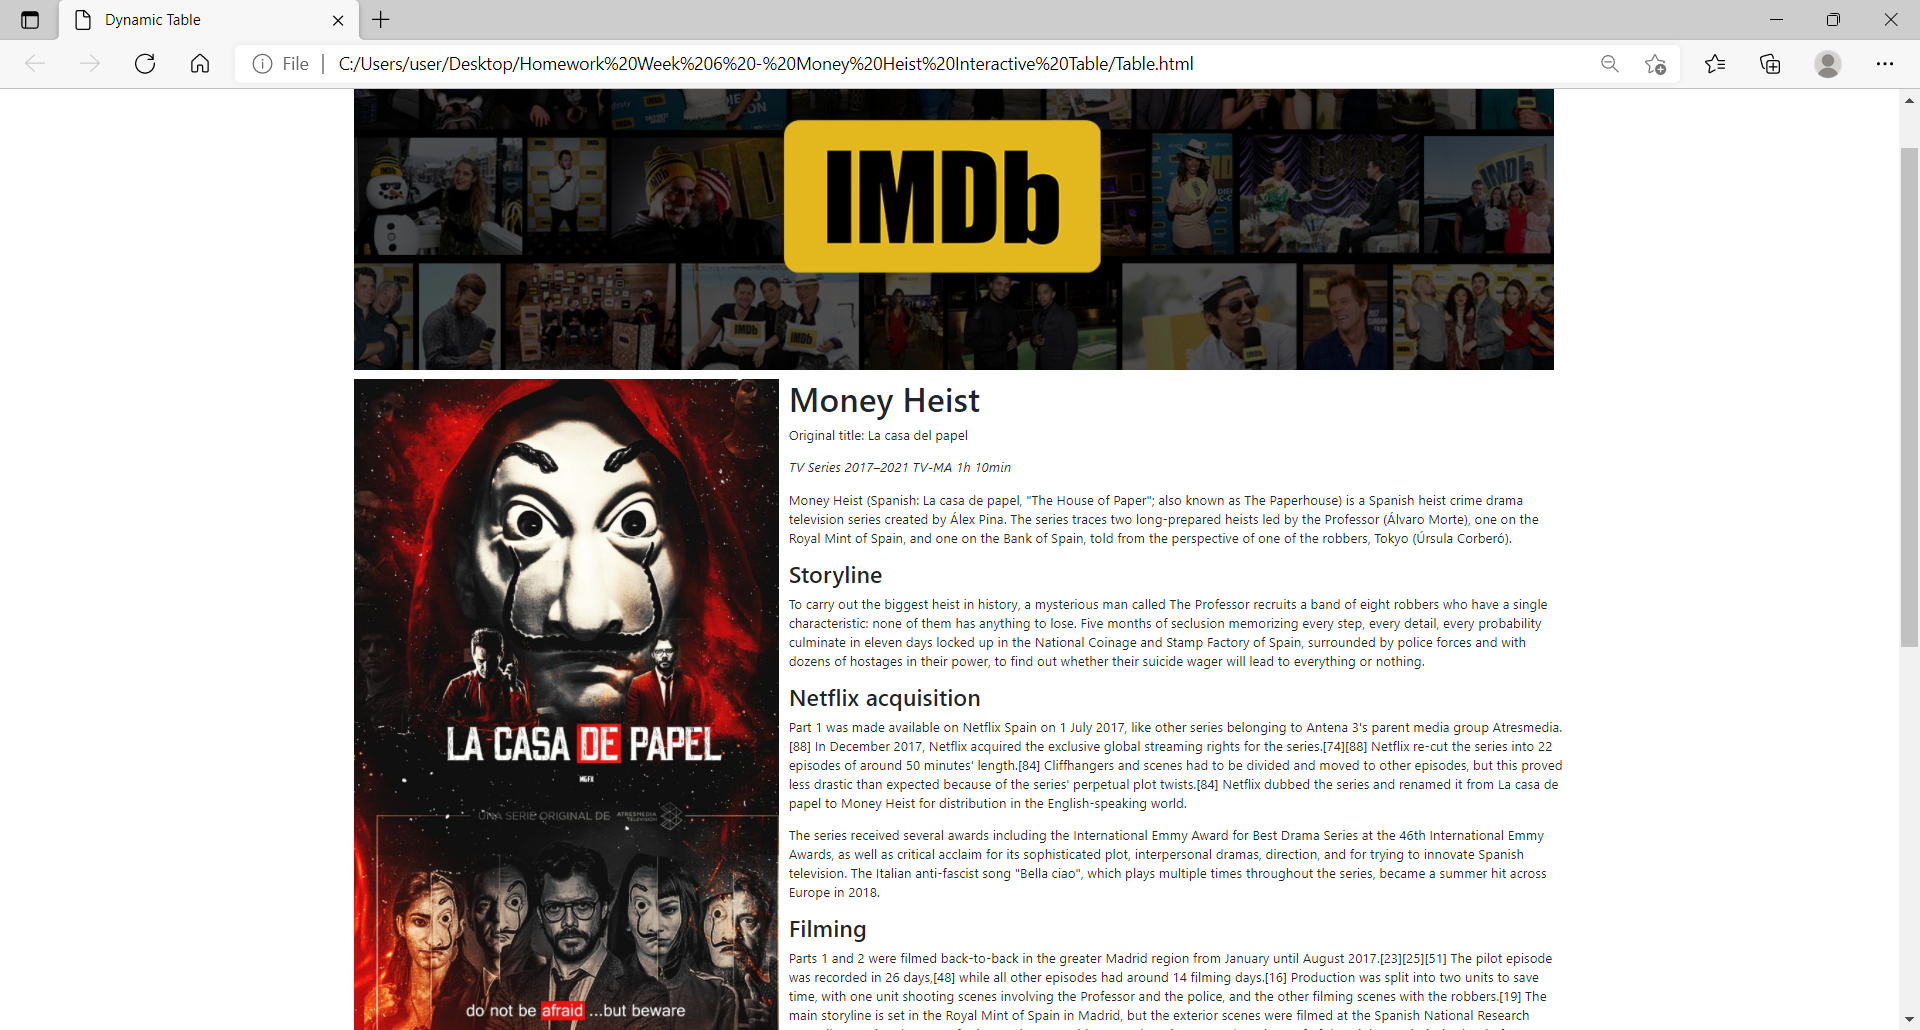 Dynamic Table
File
C:/Users/user/Desktop/Homework%20Week%206%20-%20Money%20Heist%20Interactive%20Table/Table.html
IMDb
Money Heist
Original title: La casa del papel
TV Series 2017–2021 TV-MA 1h 10min
Money Heist (Spanish: La casa de papel, "The House of Paper"; also known as The Paperhouse) is a Spanish heist crime drama
television series created by Álex Pina. The series traces two long-prepared heists led by the Professor (Álvaro Morte), one on the
Royal Mint of Spain, and one on the Bank of Spain, told from the perspective of one of the robbers, Tokyo (Úrsula Corberó).
Storyline
To carry out the biggest heist in history, a mysterious man called The Professor recruits a band of eight robbers who have a single
characteristic: none of them has anything to lose. Five months of seclusion memorizing every step, every detail, every probability
culminate in eleven days locked up in the National Coinage and Stamp Factory of Spain, surrounded by police forces and with
dozens of hostages in their power, to find out whether their suicide wager will lead to everything or nothing.
Netflix acquisition
Part 1 was made available on Netflix Spain on 1 July 2017, like other series belonging to Antena 3's parent media group Atresmedia.
[88] In December 2017, Netflix acquired the exclusive global streaming rights for the series.[74][88] Netflix re-cut the series into 22
episodes of around 50 minutes' length.[84] Cliffhangers and scenes had to be divided and moved to other episodes, but this proved
less drastic than expected because of the series' perpetual plot twists.[84] Netflix dubbed the series and renamed it from La casa de
papel to Money Heist for distribution in the English-speaking world.
The series received several awards including the International Emmy Award for Best Drama Series at the 46th International Emmy
Awards, as well as critical acclaim for its sophisticated plot, interpersonal dramas, direction, and for trying to innovate Spanish
television. The Italian anti-fascist song "Bella ciao", which plays multiple times throughout the series, became a summer hit across
Europe in 2018.
Filming
Parts 1 and 2 were filmed back-to-back in the greater Madrid region from January until August 2017.[23][25][51] The pilot episode
was recorded in 26 days,[48] while all other episodes had around 14 filming days.[16] Production was split into two units to save
time, with one unit shooting scenes involving the Professor and the police, and the other filming scenes with the robbers.[19] The
main storyline is set in the Royal Mint of Spain in Madrid, but the exterior scenes were filmed at the Spanish National Research
LA CASA DE PAPEL
MGFX
UNA SERIE ORIGINAL DE ATRESMEDIA
TELEVISIÓN
do not be afraid ...but beware